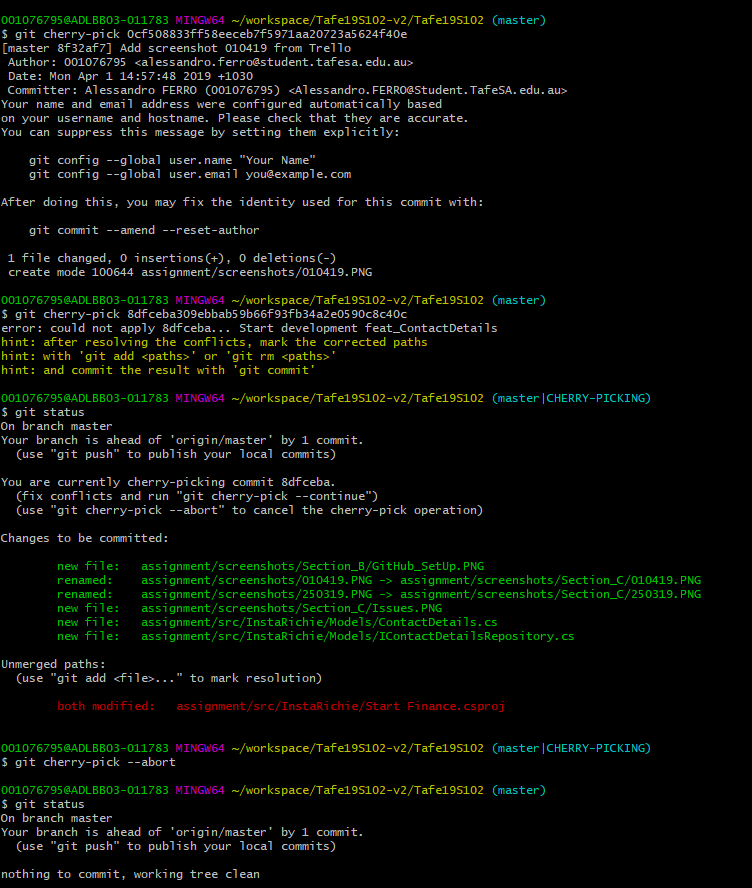 001076795@ADLBB03-011783 MINGW64 ~/workspace/Tafe19S102-v2/Tafe19S102 (master)
$ git cherry-pick 0cf508833ff58eeceb7f5971aa20723a5624f40e
[master 8f32af7] Add screenshot 010419 from Trello
 Author: 001076795 <alessandro.ferro@student.tafesa.edu.au>
 Date: Mon Apr 1 14:57:48 2019 +1030
 Committer: Alessandro FERRO (001076795) <Alessandro.FERRO@Student.TafeSA.edu.au>
Your name and email address were configured automatically based
on your username and hostname. Please check that they are accurate.
You can suppress this message by setting them explicitly:

    git config --global user.name "Your Name"
    git config --global user.email you@example.com

After doing this, you may fix the identity used for this commit with:

    git commit --amend --reset-author

 1 file changed, 0 insertions(+), 0 deletions(-)
 create mode 100644 assignment/screenshots/010419.PNG

001076795@ADLBB03-011783 MINGW64 ~/workspace/Tafe19S102-v2/Tafe19S102 (master)
$ git cherry-pick 8dfceba309ebbab59b66f93fb34a2e0590c8c40c
error: could not apply 8dfceba... Start development feat_ContactDetails
hint: after resolving the conflicts, mark the corrected paths
hint: with 'git add <paths>' or 'git rm <paths>'
hint: and commit the result with 'git commit'

001076795@ADLBB03-011783 MINGW64 ~/workspace/Tafe19S102-v2/Tafe19S102 (master|CHERRY-PICKING)
$ git status
On branch master
Your branch is ahead of 'origin/master' by 1 commit.
  (use "git push" to publish your local commits)

You are currently cherry-picking commit 8dfceba.
  (fix conflicts and run "git cherry-pick --continue")
  (use "git cherry-pick --abort" to cancel the cherry-pick operation)

Changes to be committed:

        new file:   assignment/screenshots/Section_B/GitHub_SetUp.PNG
        renamed:    assignment/screenshots/010419.PNG -> assignment/screenshots/Section_C/010419.PNG
        renamed:    assignment/screenshots/250319.PNG -> assignment/screenshots/Section_C/250319.PNG
        new file:   assignment/screenshots/Section_C/Issues.PNG
        new file:   assignment/src/InstaRichie/Models/ContactDetails.cs
        new file:   assignment/src/InstaRichie/Models/IContactDetailsRepository.cs

Unmerged paths:
  (use "git add <file>..." to mark resolution)

        both modified:   assignment/src/InstaRichie/Start Finance.csproj

001076795@ADLBB03-011783 MINGW64 ~/workspace/Tafe19S102-v2/Tafe19S102 (master|CHERRY-PICKING)
$ git cherry-pick --abort

001076795@ADLBB03-011783 MINGW64 ~/workspace/Tafe19S102-v2/Tafe19S102 (master)
$ git status
On branch master
Your branch is ahead of 'origin/master' by 1 commit.
  (use "git push" to publish your local commits)

nothing to commit, working tree clean